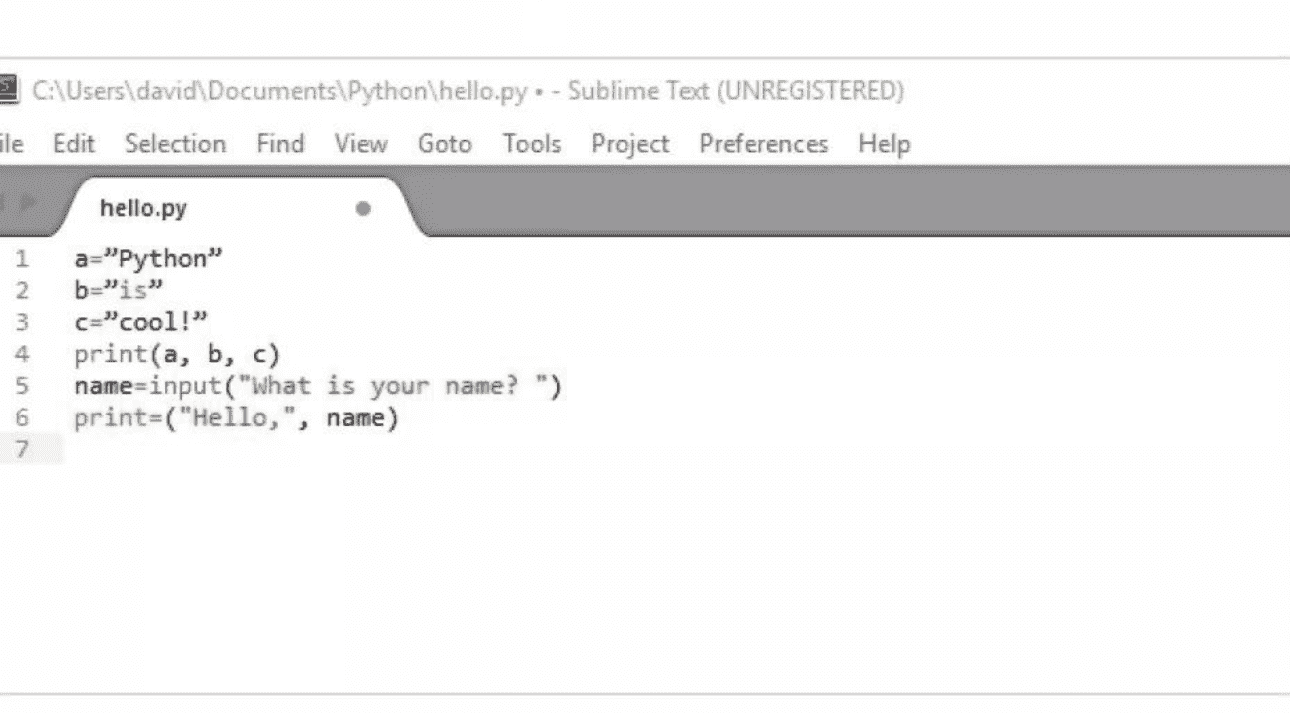 C:\Users\david\Documents\Python\hello.py • - Sublime Text (UNREGISTERED)
ile Edit Selection Find View Goto Tools Project Preferences Help
hello.py
1 a=”Python”
2 b=”is”
3 c=”cool!”
4 print(a, b, c)
5 name=input("What is your name? ")
6 print=("Hello,", name)
7